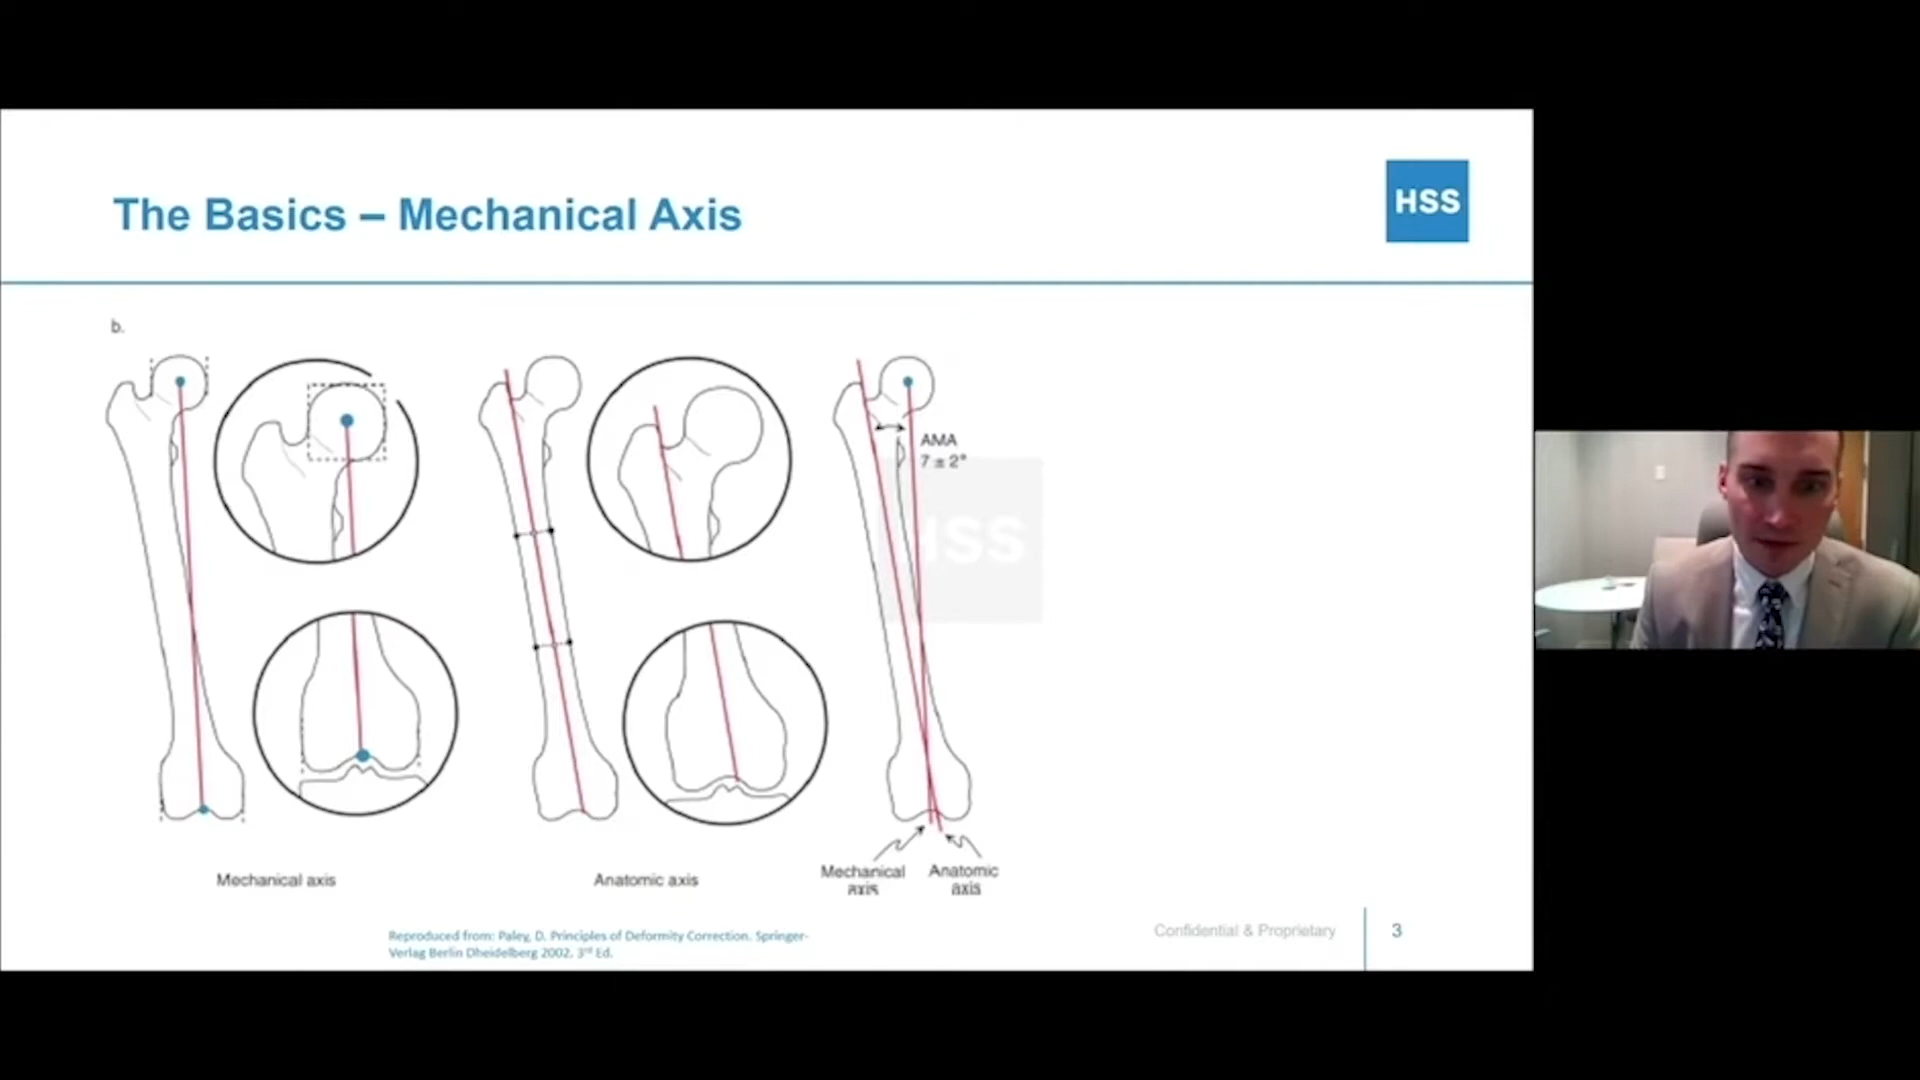 The Basics – Mechanical Axis
HSS
b.
AMA
7 ± 2°
HSS
Mechanical axis
Anatomic axis
Mechanical
axis
Anatomic
axis
Reproduced from: Paley, D. Principles of Deformity Correction. Springer-
Verlag Berlin Dheidelberg 2002. 3rd Ed.
Confidential & Proprietary
3